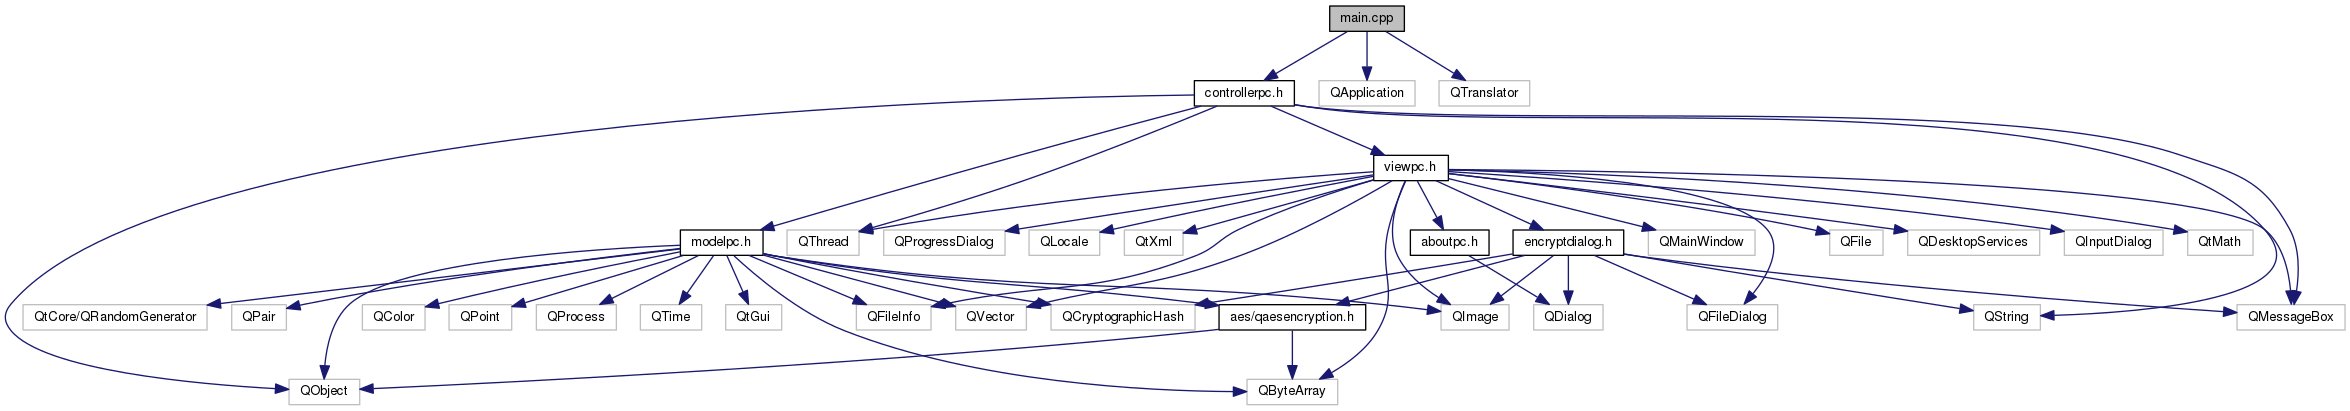 main.cpp
controllerpc.h
QApplication
QTranslator
viewpc.h
modelpc.h
QThread
QProgressDialog
QLocale
QtXml
aboutpc.h
encryptdialog.h
QMainWindow
QFile
QDesktopServices
QInputDialog
QtMath
QtCore/QRandomGenerator
QPair
QColor
QPoint
QProcess
QTime
QtGui
QFileInfo
QVector
QCryptographicHash
aes/qaesencryption.h
QImage
QDialog
QFileDialog
QString
QMessageBox
QObject
QByteArray